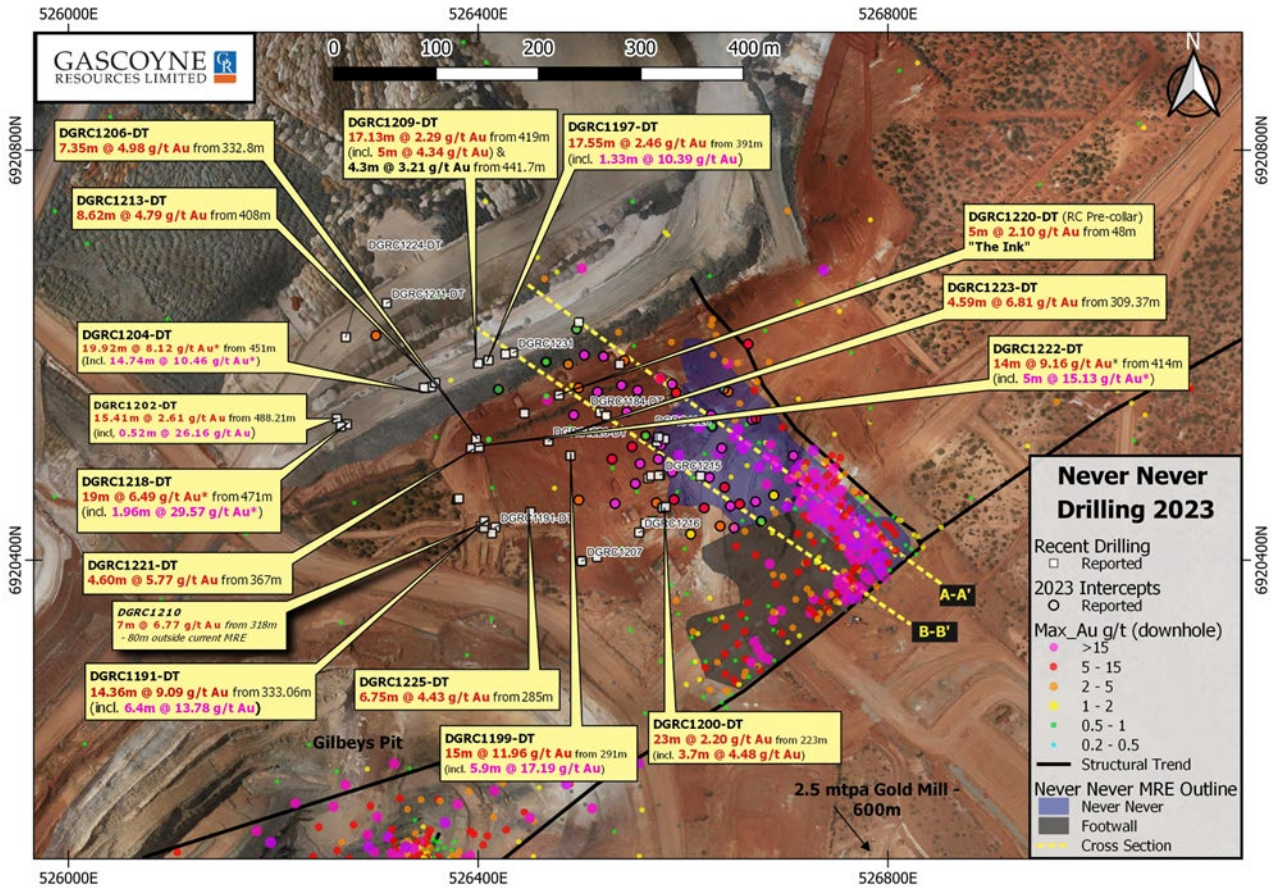 526000E
526400E
526800E
GASCOYNE
RESOURCES LIMITED
0 100 200 300 400 m
N
6920800N
6920800N
DGRC1206-DT
7.35m @ 4.98 g/t Au from 332.8m
DGRC1209-DT
17.13m @ 2.29 g/t Au from 419m
(incl. 5m @ 4.34 g/t Au) &
4.3m @ 3.21 g/t Au from 441.7m
DGRC1197-DT
17.55m @ 2.46 g/t Au from 391m
(incl. 1.33m @ 10.39 g/t Au)
DGRC1213-DT
8.62m @ 4.79 g/t Au from 408m
DGRC1220-DT (RC Pre-collar)
5m @ 2.10 g/t Au from 48m
"The Ink"
DGRC1224-DT
DGRC1211-DT
DGRC1223-DT
4.59m @ 6.81 g/t Au from 309.37m
DGRC1204-DT
19.92m @ 8.12 g/t Au* from 451m
(Incl. 14.74m @ 10.46 g/t Au*)
DGRC1231
DGRC1222-DT
14m @ 9.16 g/t Au* from 414m
(incl. 5m @ 15.13 g/t Au*)
DGRC1202-DT
15.41m @ 2.61 g/t Au from 488.21m
(incl. 0.52m @ 26.16 g/t Au)
DGRC1184-DT
DGRC1215
DGRC1218-DT
19m @ 6.49 g/t Au* from 471m
(incl. 1.96m @ 29.57 g/t Au*)
DGRC1191-DT
DGRC1216
DGRC1207
DGRC1221-DT
4.60m @ 5.77 g/t Au from 367m
DGRC1210
7m @ 6.77 g/t Au from 318m
- 80m outside current MRE
DGRC1191-DT
14.36m @ 9.09 g/t Au from 333.06m
(incl. 6.4m @ 13.78 g/t Au)
DGRC1225-DT
6.75m @ 4.43 g/t Au from 285m
DGRC1199-DT
15m @ 11.96 g/t Au from 291m
(incl. 5.9m @ 17.19 g/t Au)
DGRC1200-DT
23m @ 2.20 g/t Au from 223m
(incl. 3.7m @ 4.48 g/t Au)
A-A'
B-B'
Gilbeys Pit
2.5 mtpa Gold Mill -
600m
6920400N
6920400N
Never Never
Drilling 2023
Recent Drilling
Reported
2023 Intercepts
Reported
Max_Au g/t (downhole)
>15
5 - 15
2 - 5
1 - 2
0.5 - 1
0.2 - 0.5
Structural Trend
Never Never MRE Outline
Never Never
Footwall
Cross Section
526000E
526400E
526800E